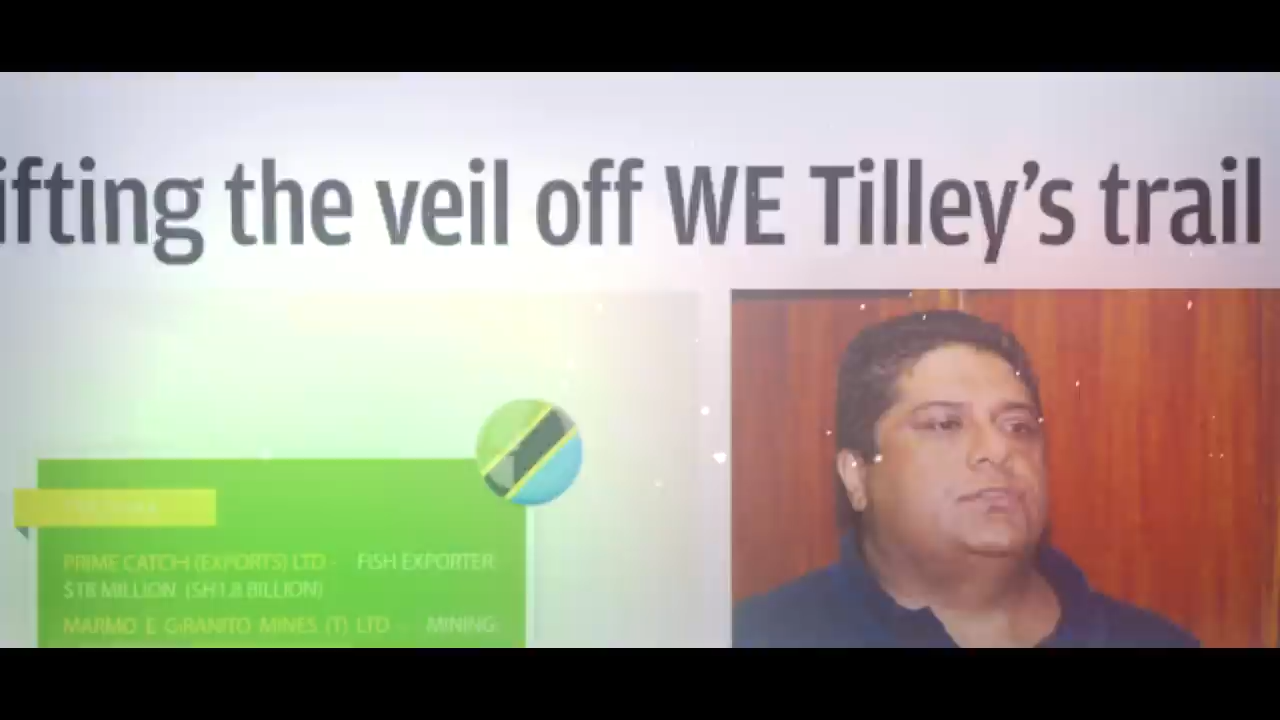 ifting the veil off WE Tilley's trail
PRIME CATCH (EXPORTS) LTD - FISH EXPORTER
$18 MILLION (SH1.8 BILLION)
MARMO E GRANITO MINES (T) LTD - MINING